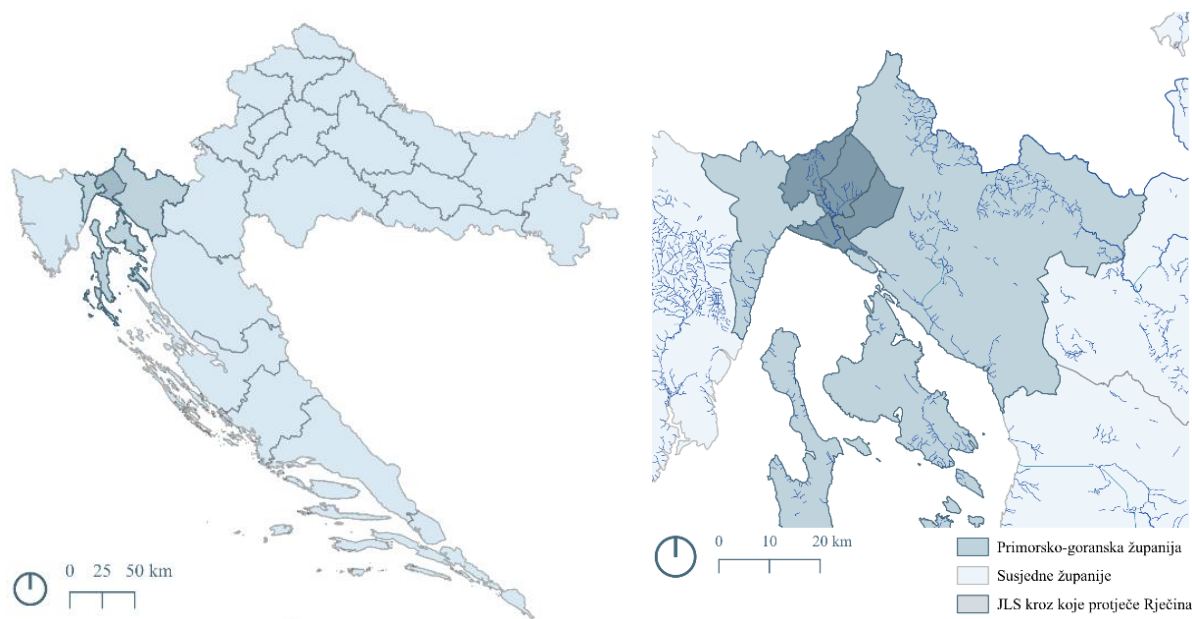 0 25 50 km
0 10 20 km
Primorsko-goranska županija
Susjedne županije
JLS kroz koje protječe Rječina